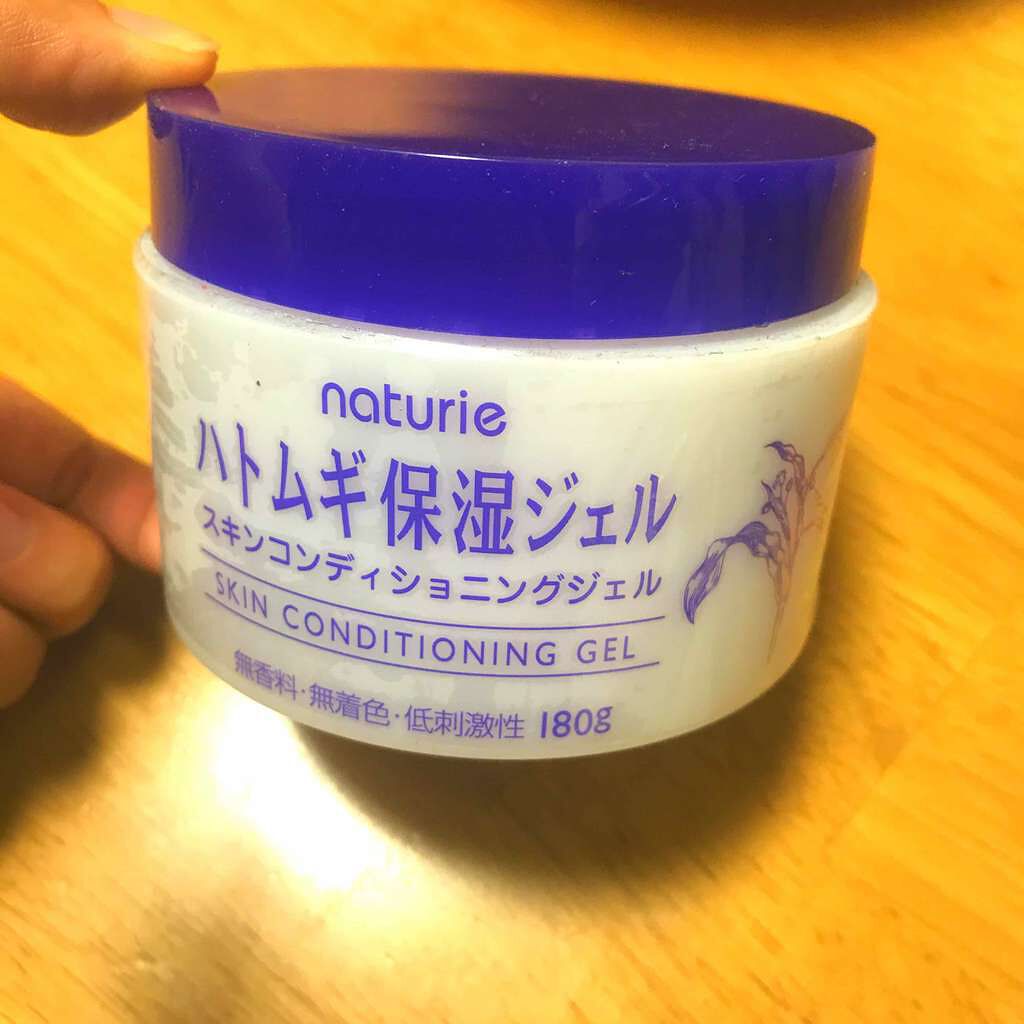 naturie
ハトムギ保湿ジェル
スキンコンディショニングジェル
SKIN CONDITIONING GEL
無香料・無着色・低刺激性 180g